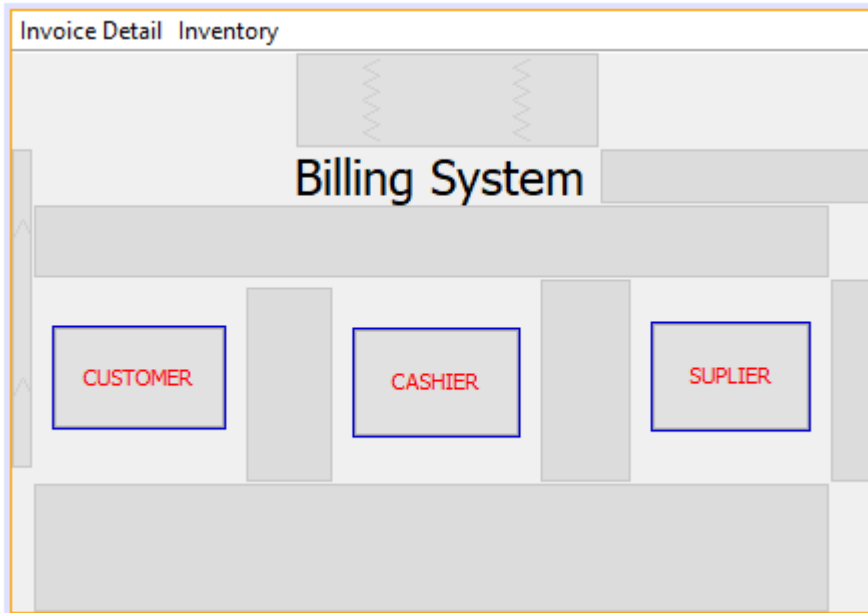 Invoice Detail Inventory
Billing System
CUSTOMER
CASHIER
SUPLIER